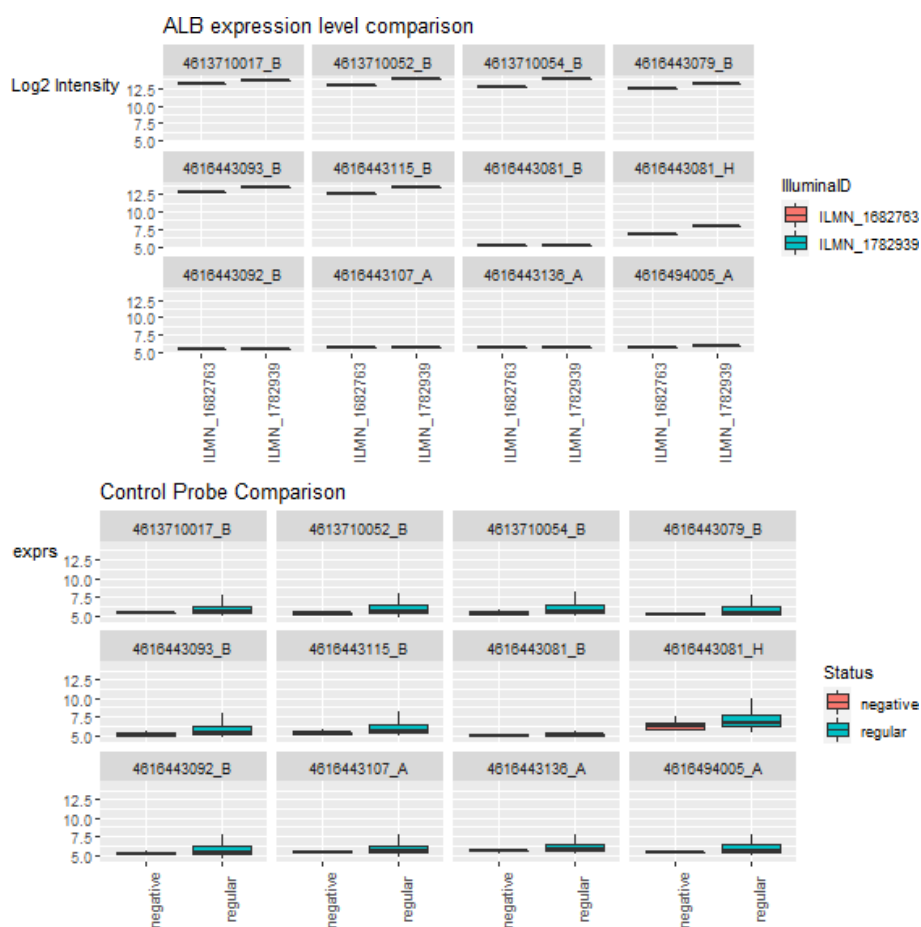 ALB expression level comparison
4613710017_B 4613710052_B 4613710054_B 4616443079_B
Log2 Intensity
12.5
10.0
7.5
5.0
4616443093_B 4616443115_B 4616443081_B 4616443081_H
12.5
10.0
7.5
5.0
4616443092_B 4616443107_A 4616443136_A 4616494005_A
12.5
10.0
7.5
5.0
ILMN_1682763 ILMN_1782939 ILMN_1682763 ILMN_1782939 ILMN_1682763 ILMN_1782939 ILMN_1682763 ILMN_1782939
IlluminaID
ILMN_1682763
ILMN_1782939
Control Probe Comparison
4613710017_B 4613710052_B 4613710054_B 4616443079_B
exprs
12.5
10.0
7.5
5.0
4616443093_B 4616443115_B 4616443081_B 4616443081_H
12.5
10.0
7.5
5.0
4616443092_B 4616443107_A 4616443136_A 4616494005_A
12.5
10.0
7.5
5.0
negative regular negative regular negative regular negative regular
Status
negative
regular